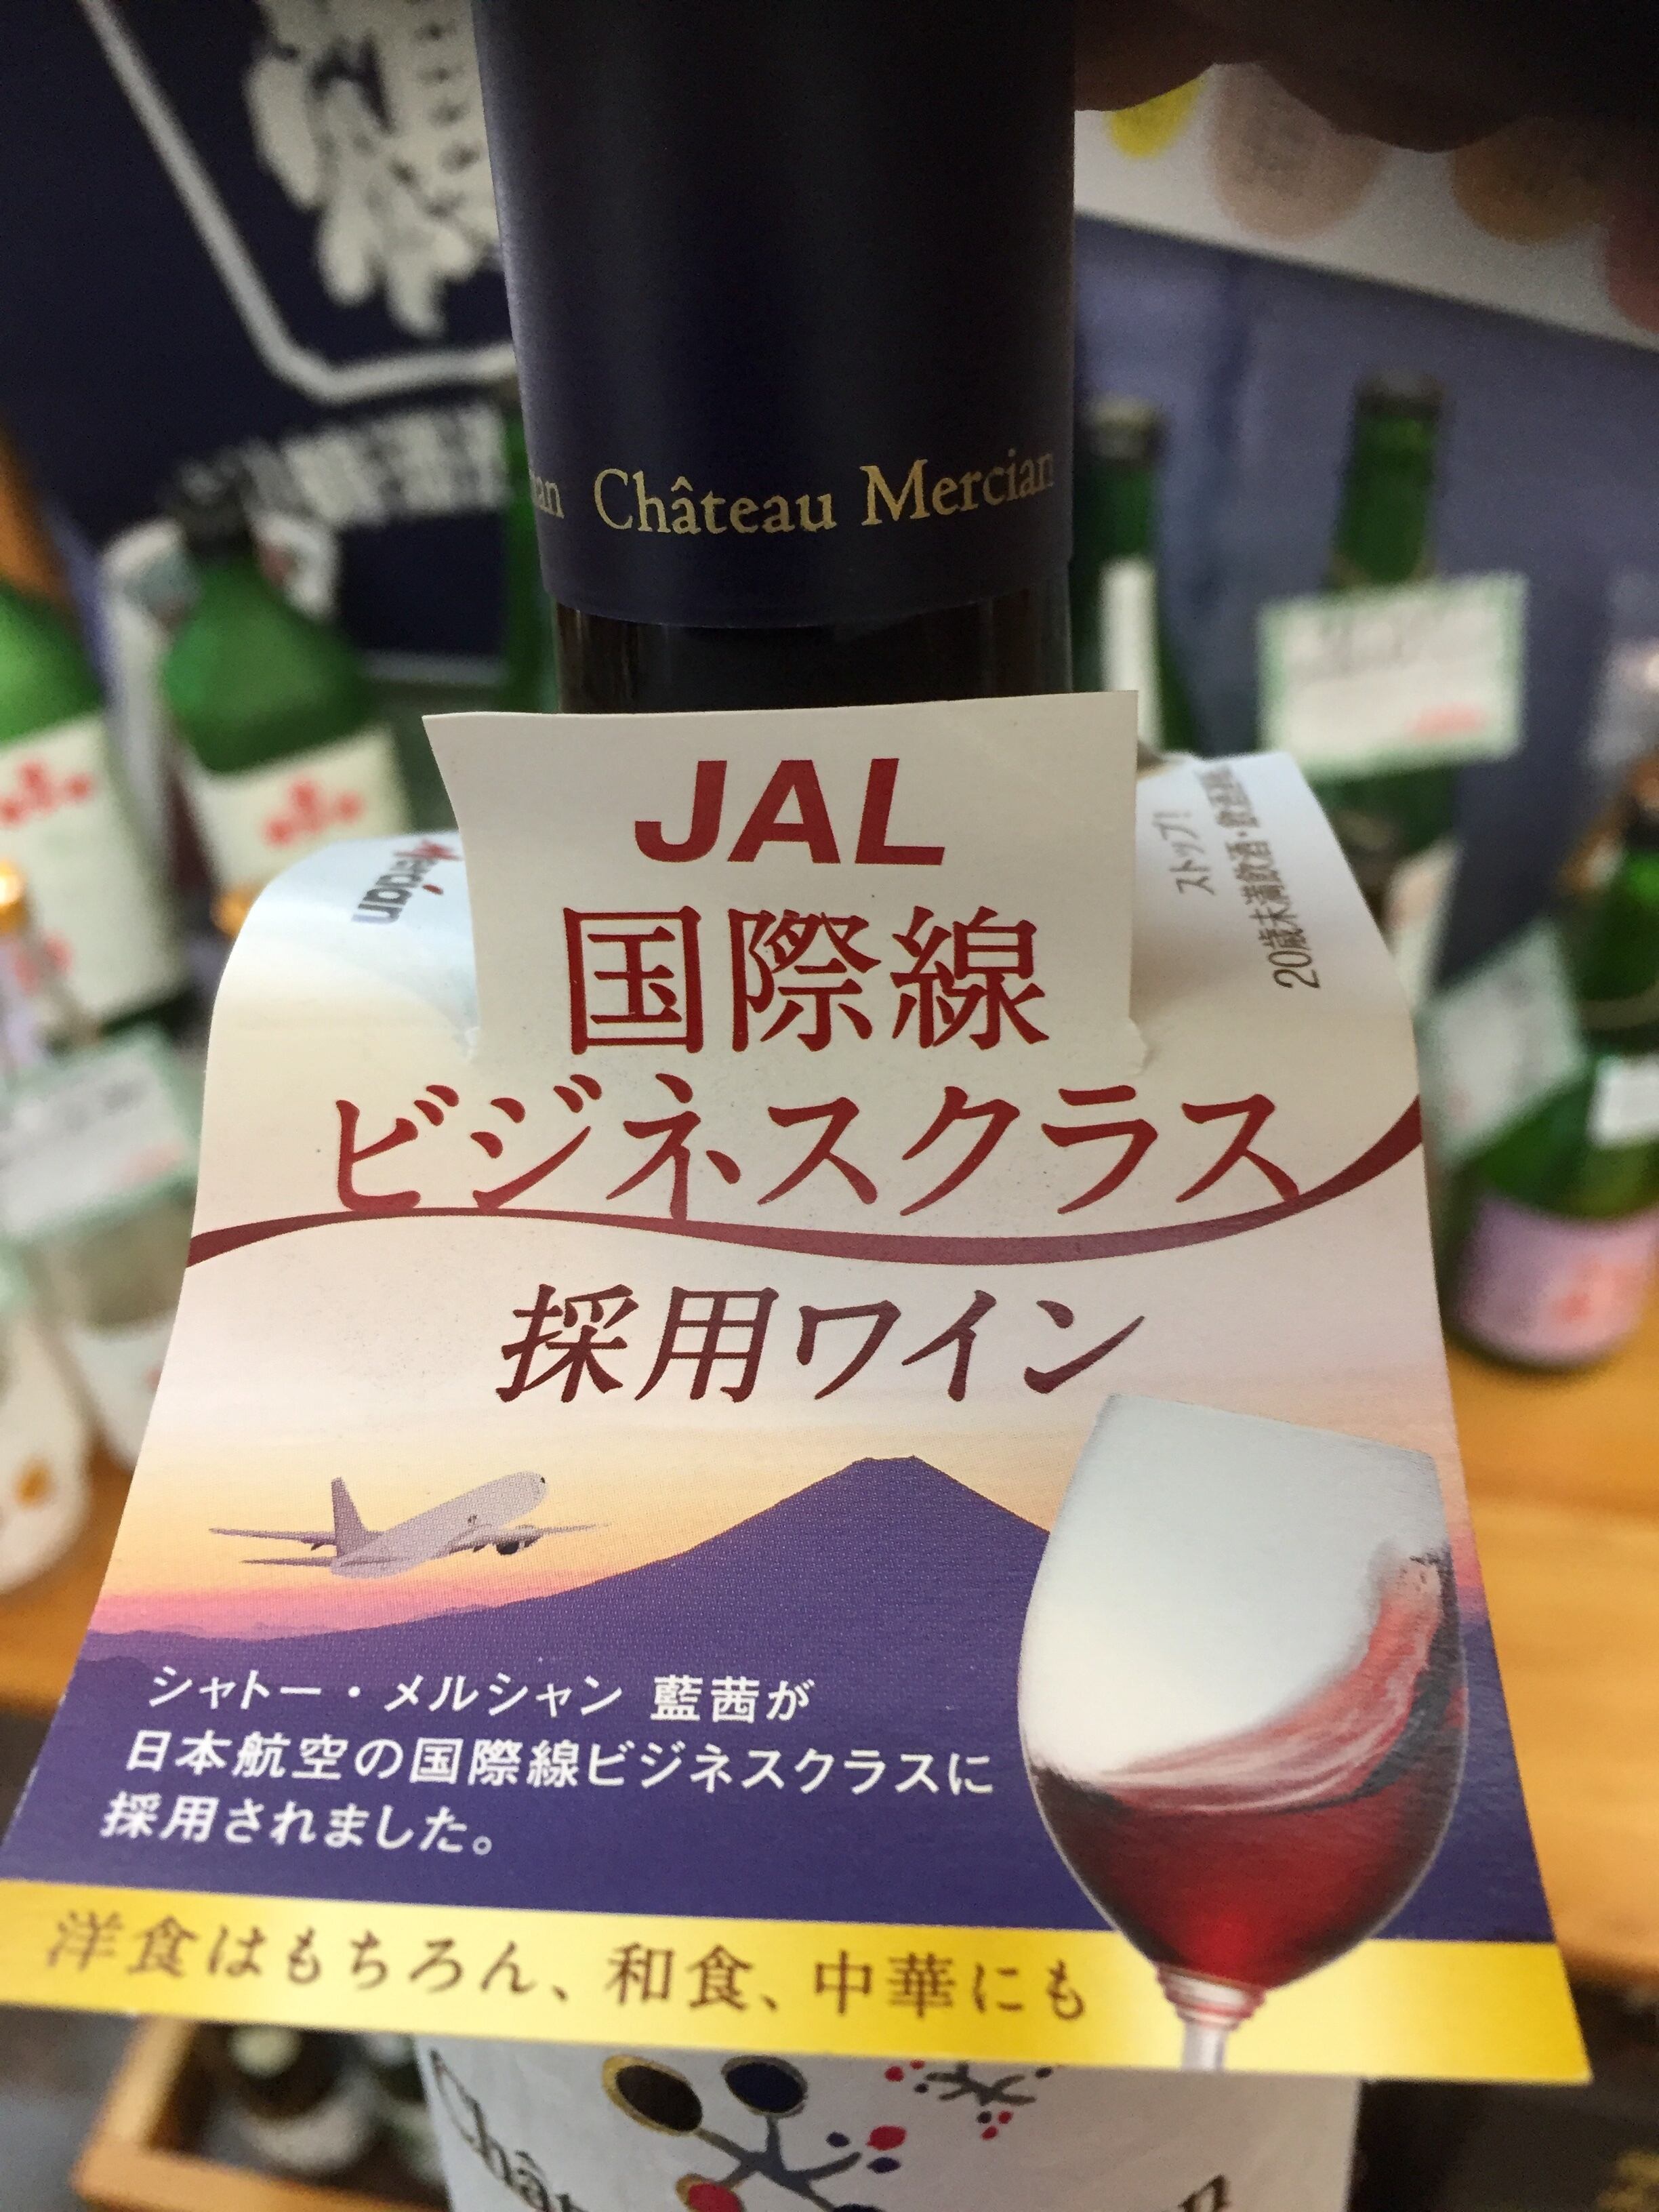 Château Mercian
JAL
国際線
ビジネスクラス
採用ワイン
Mercian
ストップ!
20歳未満飲酒・飲酒運転
シャトー・メルシャン 藍茜が
日本航空の国際線ビジネスクラスに
採用されました。
洋食はもちろん、和食、中華にも